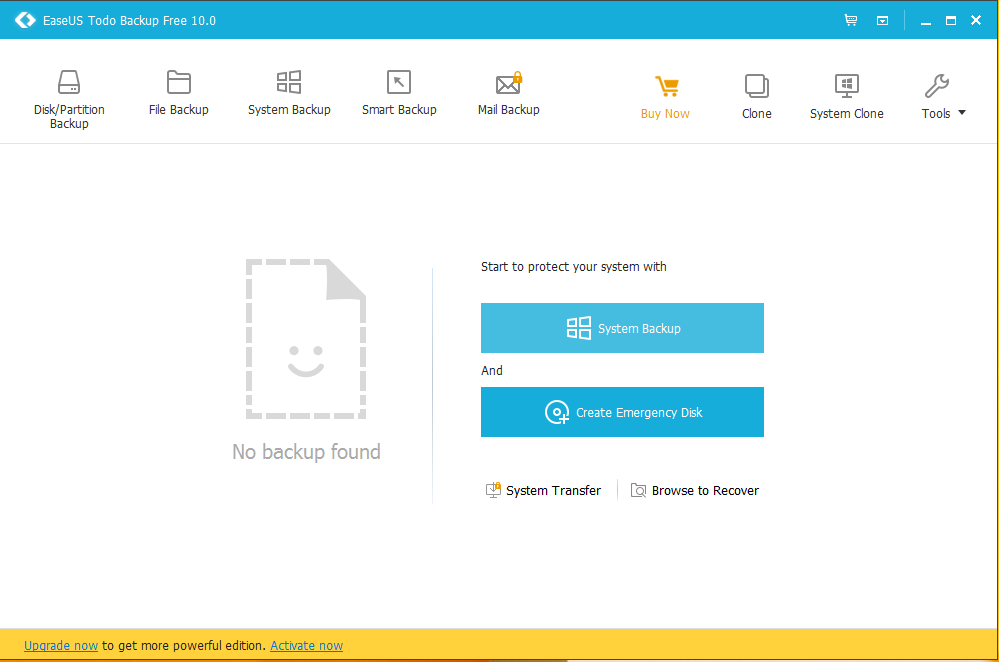 EaseUS Todo Backup Free 10.0
Disk/Partition
Backup
File Backup
System Backup
Smart Backup
Mail Backup
Buy Now
Clone
System Clone
Tools
Start to protect your system with
System Backup
And
Create Emergency Disk
No backup found
System Transfer
Browse to Recover
Upgrade now to get more powerful edition. Activate now